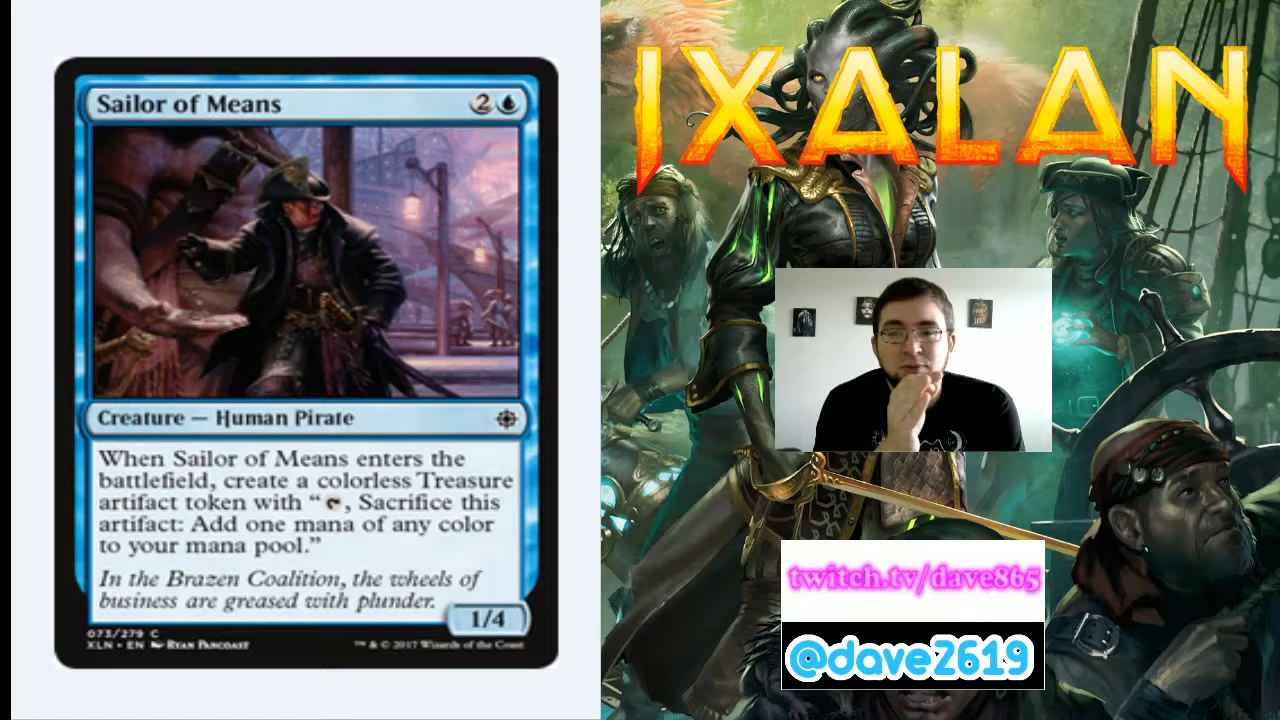 Sailor of Means 2
Creature — Human Pirate
When Sailor of Means enters the
battlefield, create a colorless Treasure
artifact token with “, Sacrifice this
artifact: Add one mana of any color
to your mana pool.”
In the Brazen Coalition, the wheels of
business are greased with plunder.
1/4
073/279 C
XLN • EN RYAN PANCOAST
™ & © 2017 Wizards of the Coast
IXALAN
twitch.tv/dave865
@dave2619